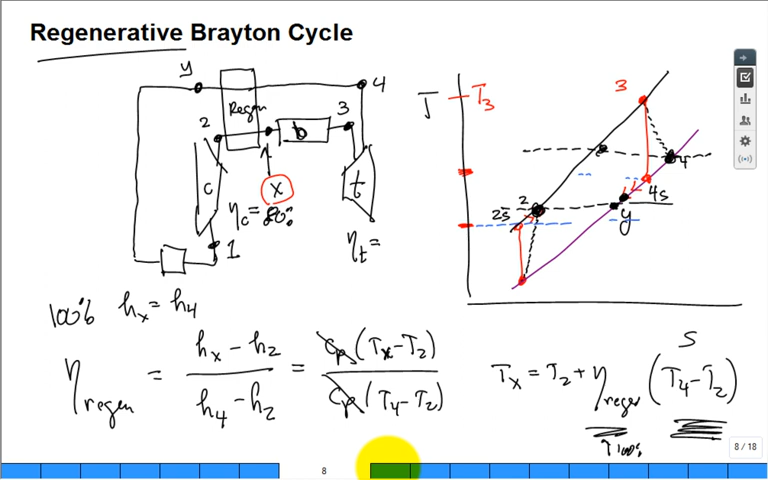 Regenerative Brayton Cycle
y
4
Regen
2
b
3
c
x
t
ηc = 80%
1
ηt =
T
T3
3
4
2
2s
4s
y
S
100% hx = h4
ηregen = (hx - h2) / (h4 - h2) = Cp(Tx - T2) / Cp(T4 - T2)
Tx = T2 + ηregen (T4 - T2)
↑100%
8 / 18
8